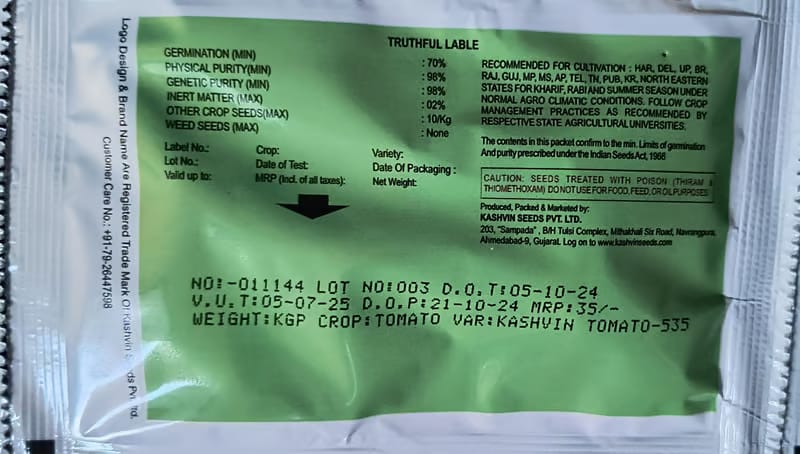 TRUTHFUL LABLE
GERMINATION (MIN) : 70%
PHYSICAL PURITY(MIN) : 98%
GENETIC PURITY (MIN) : 98%
INERT MATTER (MAX) : 02%
OTHER CROP SEEDS(MAX) : 10/Kg
WEED SEEDS (MAX) : None
RECOMMENDED FOR CULTIVATION : HAR, DEL, UP, BR,
RAJ, GUJ, MP, MS, AP, TEL, TN, PUB, KR, NORTH EASTERN
STATES FOR KHARIF, RABI AND SUMMER SEASON UNDER
NORMAL AGRO CLIMATIC CONDITIONS. FOLLOW CROP
MANAGEMENT PRACTICES AS RECOMMENDED BY
RESPECTIVE STATE AGRICULTURAL UNIVERSITIES.
The contents in this packet confirm to the min. Limits of germination
And purity prescribed under the Indian Seeds Act, 1966
CAUTION: SEEDS TREATED WITH POISON (THIRAM &
THIOMETHOXAM) DO NOT USE FOR FOOD, FEED, OR OIL PURPOSES
Produced, Packed & Marketed by:
KASHVIN SEEDS PVT. LTD.
203, "Sampada" , B/H Tulsi Complex, Mithakhali Six Road, Navrangpura,
Ahmedabad-9, Gujarat. Log on to www.kashvinseeds.com
Label No.: Crop: Variety:
Lot No.: Date of Test: Date Of Packaging :
Valid up to: MRP (Incl. of all taxes): Net Weight:
NO:-011144 LOT NO:003 D.O.T:05-10-24
V.U.T:05-07-25 D.O.P:21-10-24 MRP:35/-
WEIGHT:KGP CROP:TOMATO VAR:KASHVIN TOMATO-535
Logo Design & Brand Name Are Registered Trade Mark Of Kashvin ds Pvt. ltd.
Customer Care No.: +91-79-26447598